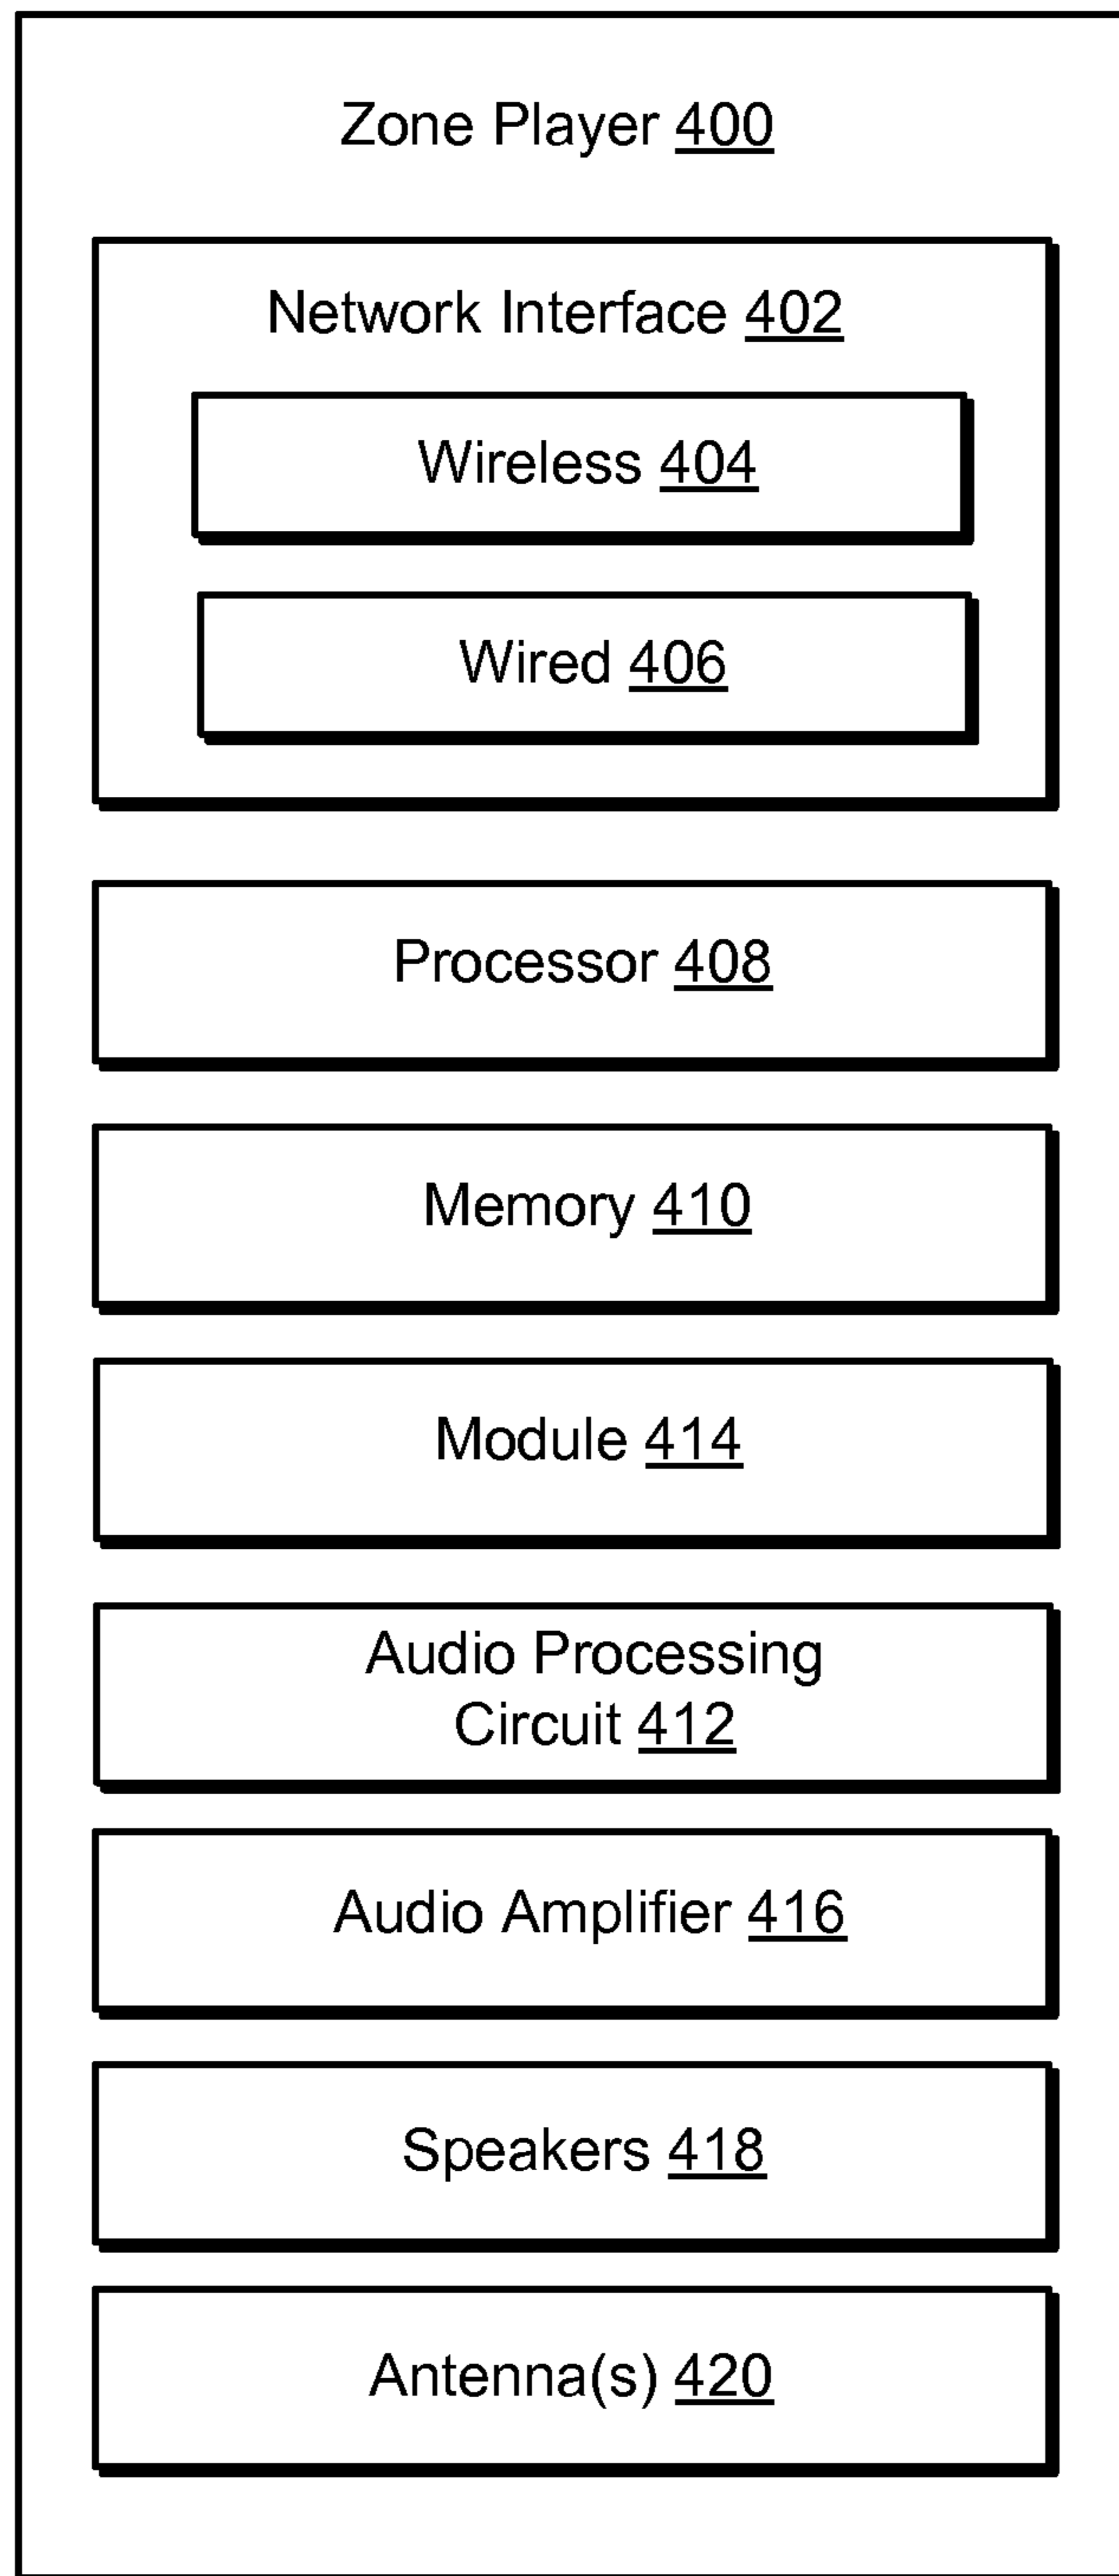 Zone Player 400
Network Interface 402
Wireless 404
Wired 406
Processor 408
Memory 410
Module 414
Audio Processing
Circuit 412
Audio Amplifier 416
Speakers 418
Antenna(s) 420